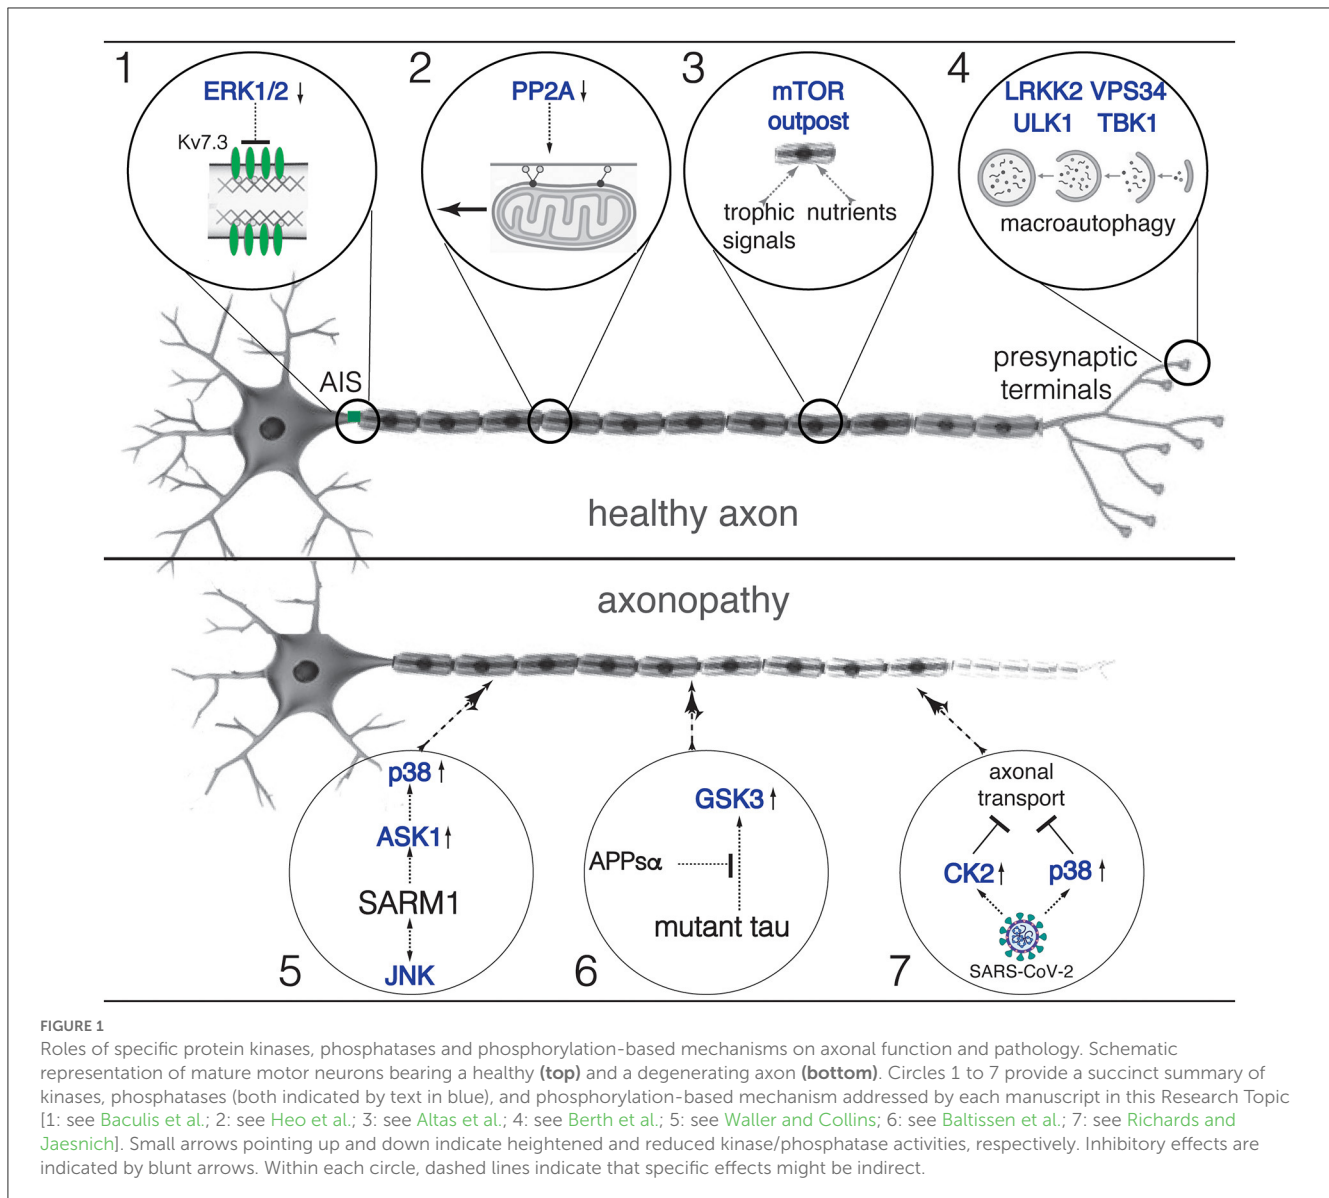 1
ERK1/2
Kv7.3
2
PP2A
3
mTOR
outpost
trophic nutrients
signals
4
LRKK2 VPS34
ULK1 TBK1
macroautophagy
AIS
presynaptic
terminals
healthy axon
axonopathy
p38
ASK1
SARM1
JNK
5
GSK3
APPsα
mutant tau
6
axonal
transport
CK2 p38
SARS-CoV-2
7
FIGURE 1
Roles of specific protein kinases, phosphatases and phosphorylation-based mechanisms on axonal function and pathology. Schematic
representation of mature motor neurons bearing a healthy (top) and a degenerating axon (bottom). Circles 1 to 7 provide a succinct summary of
kinases, phosphatases (both indicated by text in blue), and phosphorylation-based mechanism addressed by each manuscript in this Research Topic
[1: see Baculis et al.; 2: see Heo et al.; 3: see Altas et al.; 4: see Berth et al.; 5: see Waller and Collins; 6: see Baltissen et al.; 7: see Richards and
Jaesnich]. Small arrows pointing up and down indicate heightened and reduced kinase/phosphatase activities, respectively. Inhibitory effects are
indicated by blunt arrows. Within each circle, dashed lines indicate that specific effects might be indirect.